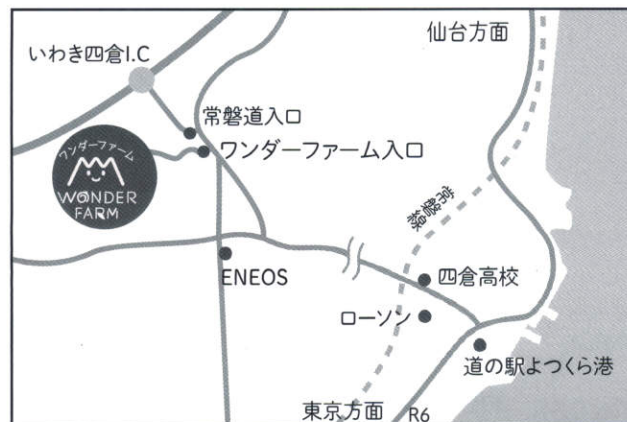 仙台方面
いわき四倉I.C
常磐道入口
ワンダーファーム入口
ワンダーファーム
WANDER
FARM
常磐線
ENEOS
四倉高校
ローソン
道の駅よつくら港
東京方面
R6